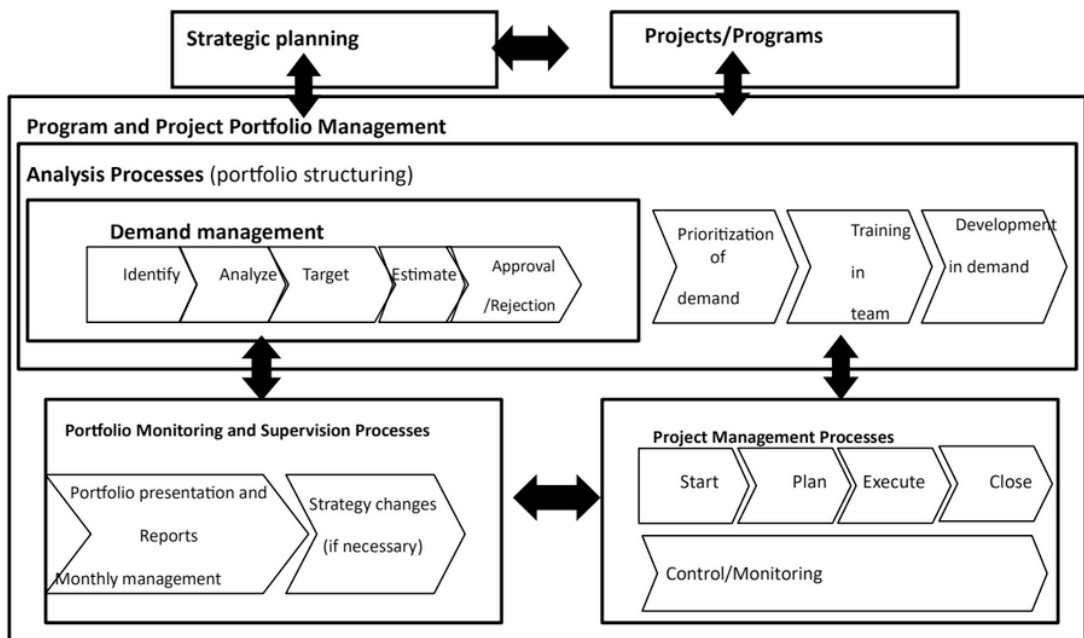 Strategic planning
Projects/Programs
Program and Project Portfolio Management
Analysis Processes (portfolio structuring)
Demand management
Identify
Analyze
Target
Estimate
Approval
/Rejection
Prioritization
of
demand
Training
in
team
Development
in demand
Portfolio Monitoring and Supervision Processes
Portfolio presentation and
Reports
Monthly management
Strategy changes
(if necessary)
Project Management Processes
Start
Plan
Execute
Close
Control/Monitoring